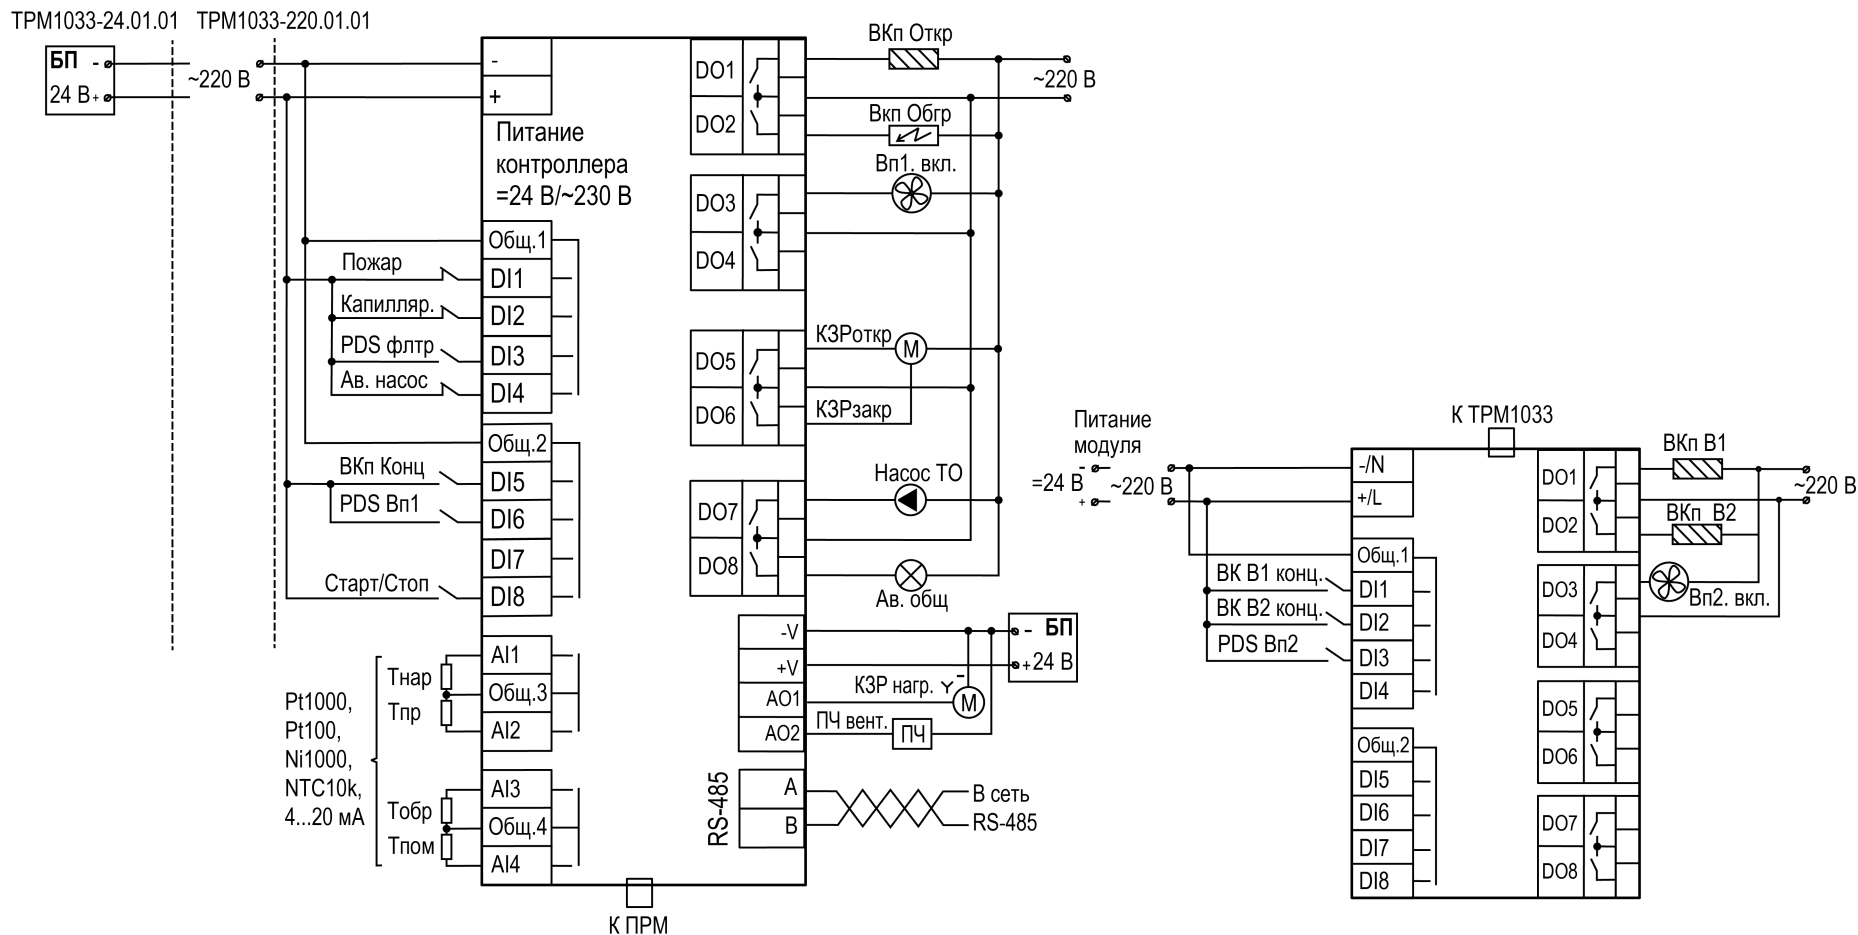 ТРМ1033-24.01.01
ТРМ1033-220.01.01
БП -
24 В +
~220 В
-
+
Питание
контроллера
=24 В/~230 В
Общ.1
Пожар
DI1
Капилляр.
DI2
PDS флтр
DI3
Ав. насос
DI4
Общ.2
ВКп Конц
DI5
PDS Вп1
DI6
DI7
Старт/Стоп
DI8
AI1
Тнар
Общ.3
Тпр
AI2
Pt1000,
Pt100,
Ni1000,
NTC10k,
4...20 мА
AI3
Тобр
Общ.4
Тпом
AI4
К ПРМ
DO1
DO2
ВКп Откр
~220 В
Вкп Обгр
Вп1. вкл.
DO3
DO4
DO5
DO6
КЗРоткр
М
КЗРзакр
DO7
DO8
Насос ТО
Ав. общ
-V
+V
AO1
AO2
- БП
+ 24 В
КЗР нагр. Y
-
М
ПЧ вент.
ПЧ
RS-485
A
B
В сеть
RS-485
Питание
модуля
-
=24 В
+
~220 В
К ТРМ1033
-/N
+/L
Общ.1
ВК В1 конц.
DI1
ВК В2 конц.
DI2
PDS Вп2
DI3
DI4
Общ.2
DI5
DI6
DI7
DI8
DO1
DO2
ВКп В1
~220 В
ВКп В2
DO3
DO4
Вп2. вкл.
DO5
DO6
DO7
DO8